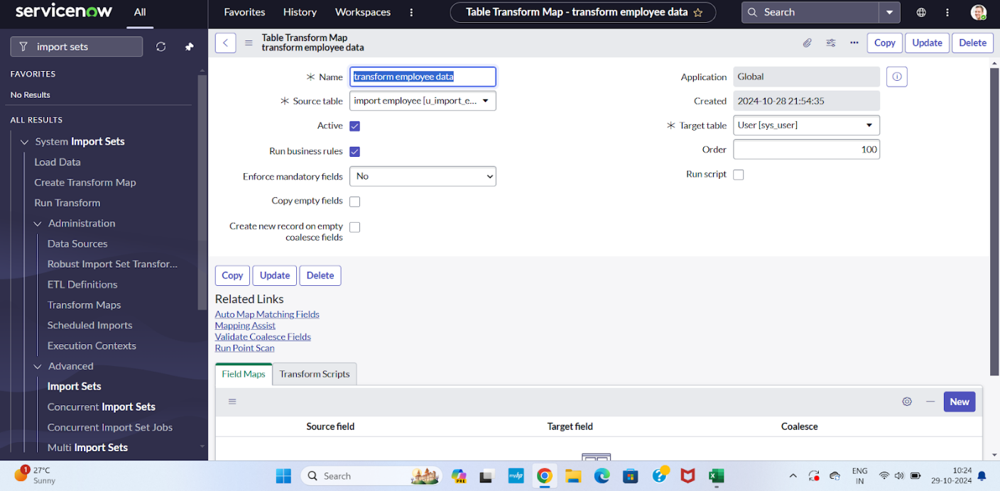 servicenow
All
Favorites
History
Workspaces
Table Transform Map - transform employee data
Search
import sets
FAVORITES
No Results
ALL RESULTS
System Import Sets
Load Data
Create Transform Map
Run Transform
Administration
Data Sources
Robust Import Set Transfor...
ETL Definitions
Transform Maps
Scheduled Imports
Execution Contexts
Advanced
Import Sets
Concurrent Import Sets
Concurrent Import Set Jobs
Multi Import Sets
Table Transform Map
transform employee data
Copy
Update
Delete
Name
transform employee data
Source table
import employee [u_import_e...
Active
Run business rules
Enforce mandatory fields
No
Copy empty fields
Create new record on empty
coalesce fields
Application
Global
Created
2024-10-28 21:54:35
Target table
User [sys_user]
Order
100
Run script
Copy
Update
Delete
Related Links
Auto Map Matching Fields
Mapping Assist
Validate Coalesce Fields
Run Point Scan
Field Maps
Transform Scripts
New
Source field
Target field
Coalesce
1
27°C
Sunny
Search
PRE
ENG
IN
10:24
29-10-2024